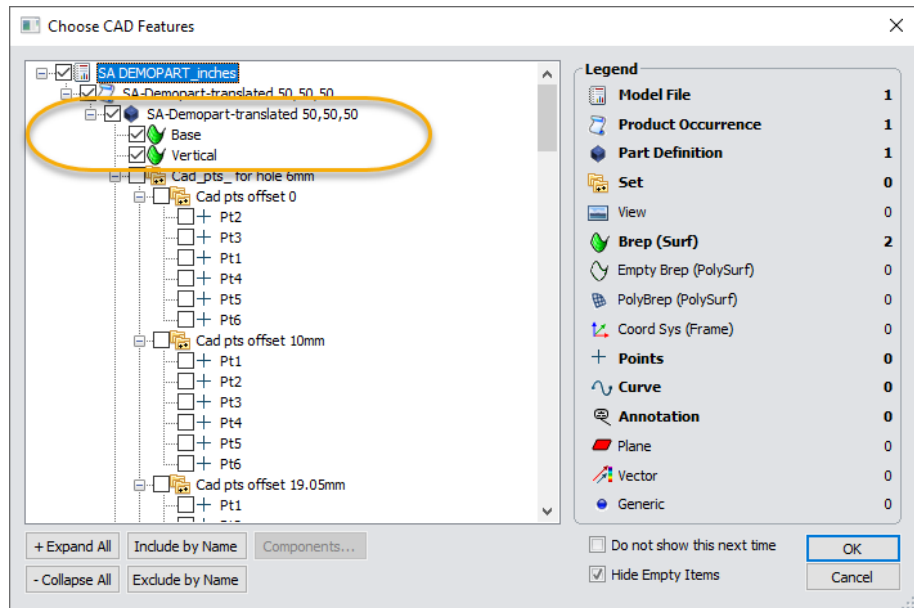 Choose CAD Features
SA DEMOPART_inches
SA-Demopart-translated 50,50,50
SA-Demopart-translated 50,50,50
Base
Vertical
Cad_pts_ for hole 6mm
Cad pts offset 0
Pt2
Pt3
Pt1
Pt4
Pt5
Pt6
Cad pts offset 10mm
Pt1
Pt2
Pt3
Pt4
Pt5
Pt6
Cad pts offset 19.05mm
Pt1
Legend
Model File 1
Product Occurrence 1
Part Definition 1
Set 0
View 0
Brep (Surf) 2
Empty Brep (PolySurf) 0
PolyBrep (PolySurf) 0
Coord Sys (Frame) 0
Points 0
Curve 0
Annotation 0
Plane 0
Vector 0
Generic 0
+ Expand All Include by Name Components...
- Collapse All Exclude by Name
Do not show this next time
Hide Empty Items
OK
Cancel